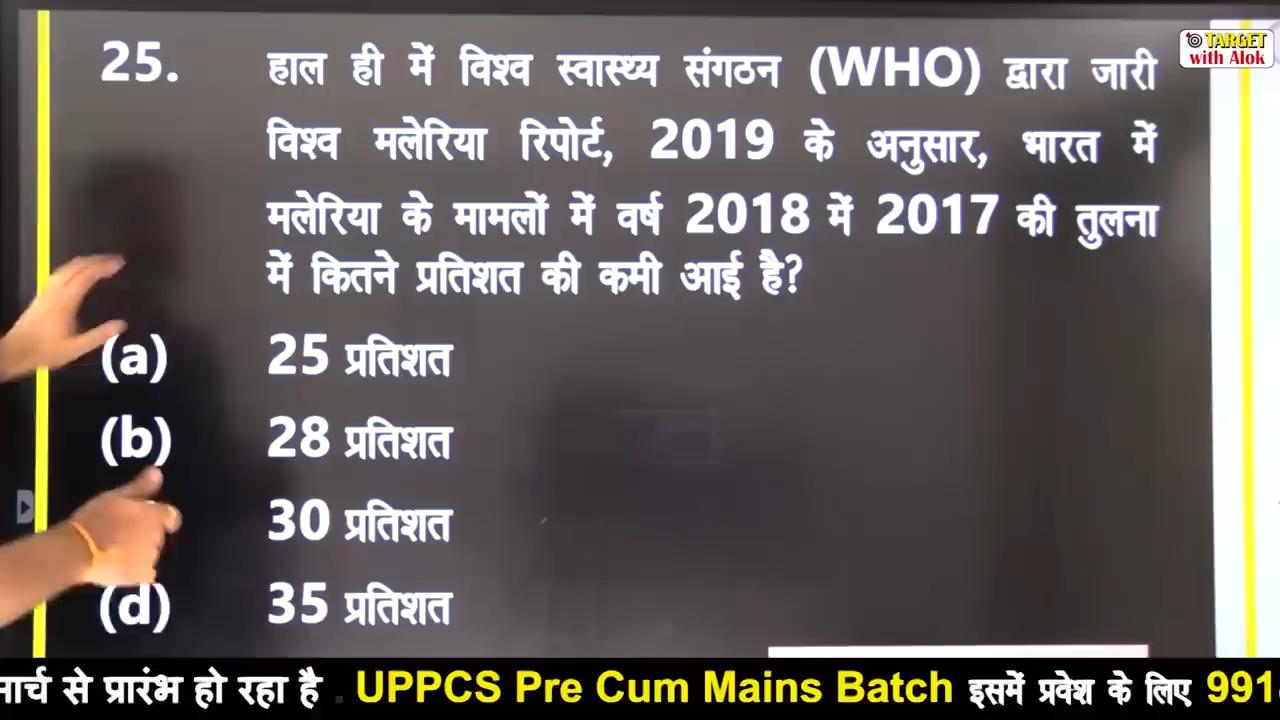 TARGET
with Alok
25. हाल ही में विश्व स्वास्थ्य संगठन (WHO) द्वारा जारी
विश्व मलेरिया रिपोर्ट, 2019 के अनुसार, भारत में
मलेरिया के मामलों में वर्ष 2018 में 2017 की तुलना
में कितने प्रतिशत की कमी आई है?
(a) 25 प्रतिशत
(b) 28 प्रतिशत
30 प्रतिशत
(d) 35 प्रतिशत
मार्च से प्रारंभ हो रहा है . UPPCS Pre Cum Mains Batch इसमें प्रवेश के लिए 991